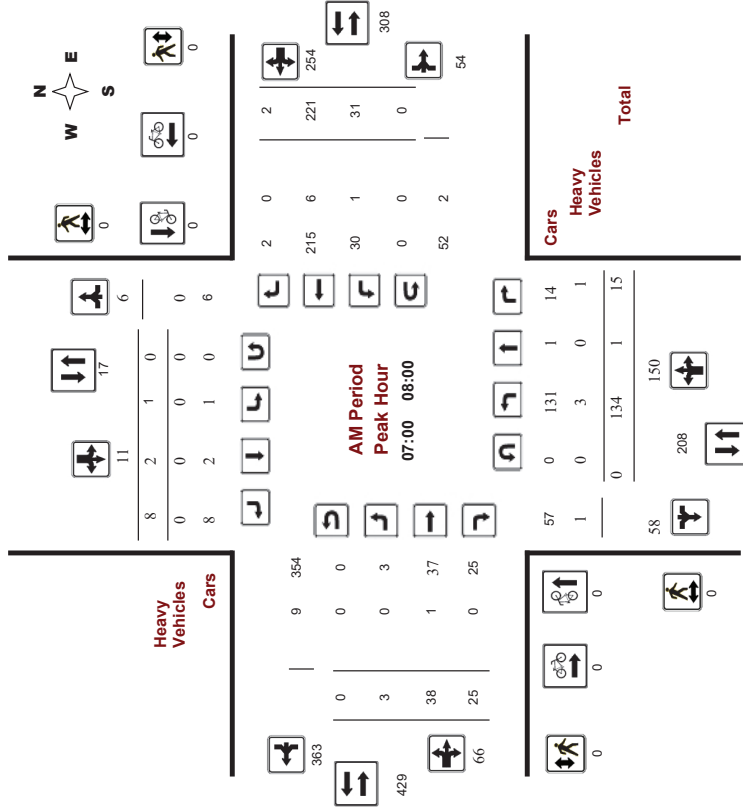 N
W E
S
0 0
0 0
308
254
54
17
11 6
8 2 1 0
0 0 0 0 0
8 2 1 0 6
2 0 2
215 6 221
30 1 31
0 0 0
52 2
Heavy
Vehicles
Cars
AM Period
Peak Hour
07:00 08:00
354 9
363
0 0 0
3 0 3
37 1 38
25 0 25
429
66
Cars
Heavy
Vehicles
Total
57 0 131 1 14
1 0 3 0 1
0 134 1 15
58 150
208
0 0
0 0